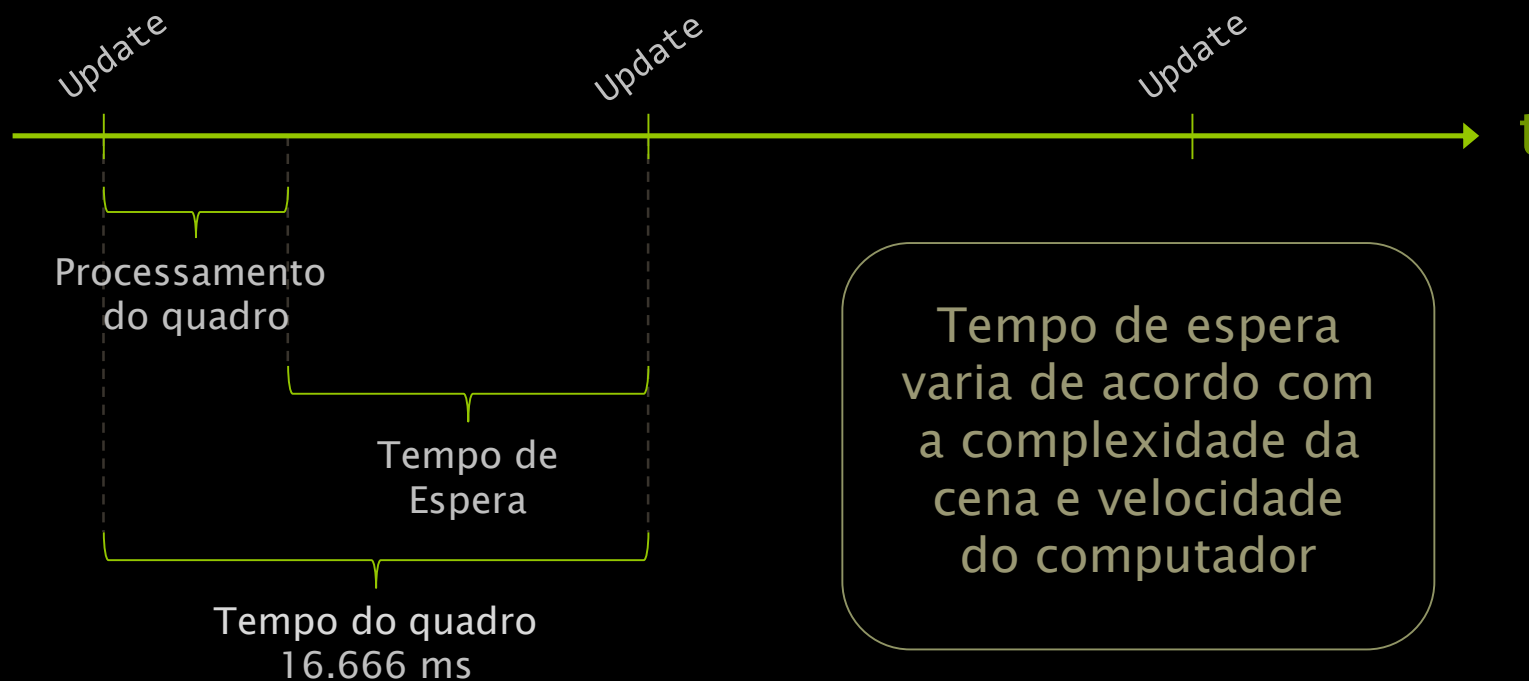 Update
Update
Update
t
Processamento
do quadro
Tempo de
Espera
Tempo do quadro
16.666 ms
Tempo de espera
varia de acordo com
a complexidade da
cena e velocidade
do computador